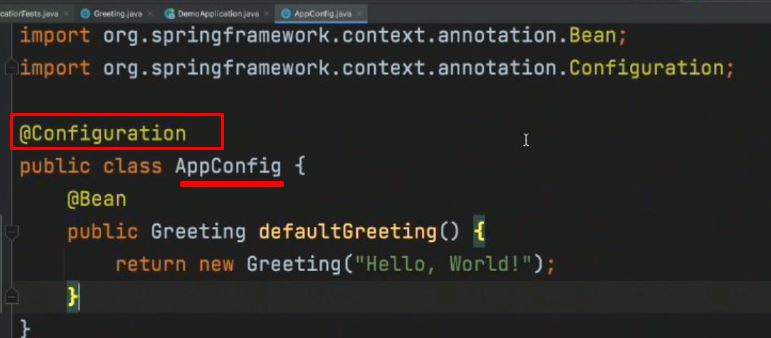 catiorTests.java Greeting.java DemoApplication.java AppConfig.java
import org.springframework.context.annotation.Bean;
import org.springframework.context.annotation.Configuration;
@Configuration
public class AppConfig {
@Bean
public Greeting defaultGreeting() {
return new Greeting("Hello, World!");
}
}